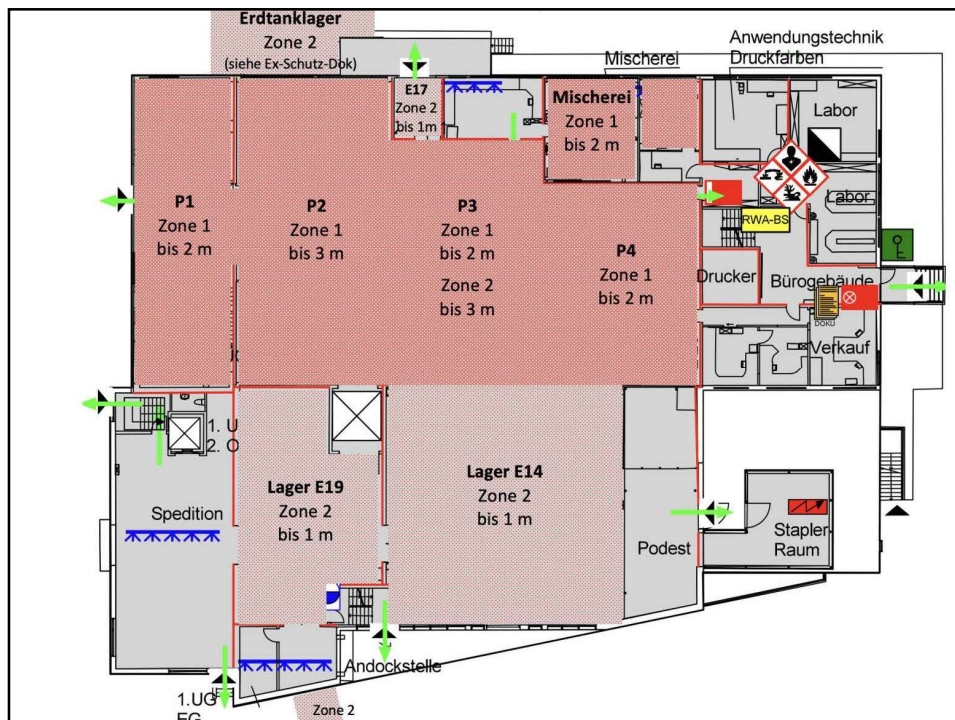 Erdtanklager
Zone 2
(siehe Ex-Schutz-Dok)
Anwendungstechnik
Druckfarben
Mischerei
E17
Zone 2
bis 1m
Mischerei
Zone 1
bis 2 m
Labor
Labor
P1
Zone 1
bis 2 m
P2
Zone 1
bis 3 m
P3
Zone 1
bis 2 m
Zone 2
bis 3 m
P4
Zone 1
bis 2 m
RWA-BS
Drucker
Bürogebäude
DOKU
Verkauf
1. U
2. O
Spedition
Lager E19
Zone 2
bis 1 m
Lager E14
Zone 2
bis 1 m
Podest
Stapler
Raum
Andockstelle
1.UG
EG
Zone 2